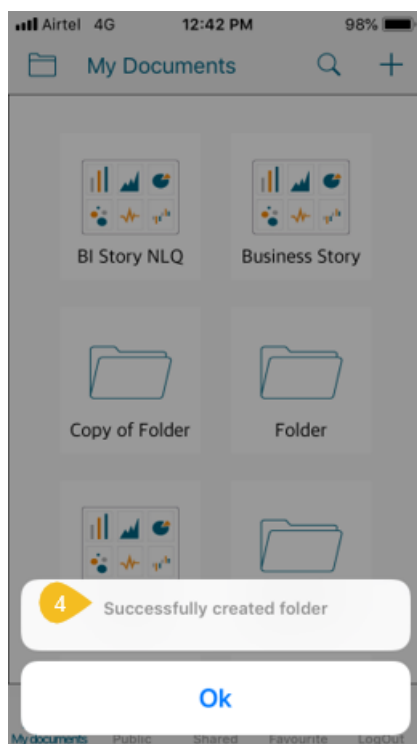 Airtel 4G 12:42 PM 98%
My Documents
BI Story NLQ Business Story
Copy of Folder Folder
4 Successfully created folder
Ok
My documents Public Shared Favourite LogOut